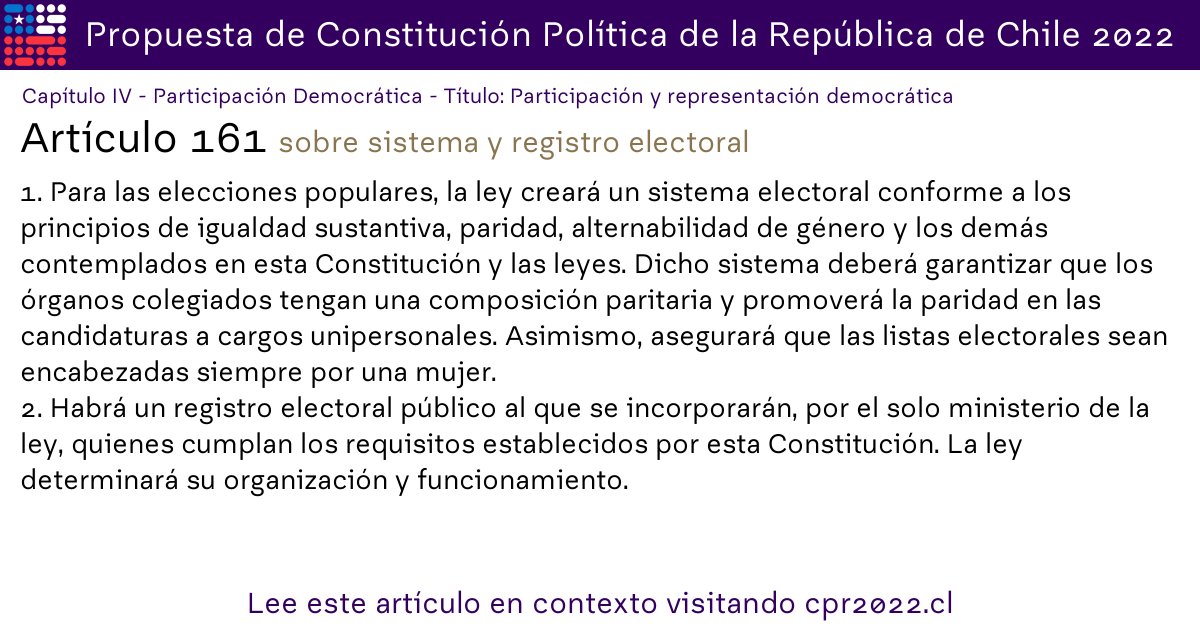 Propuesta de Constitución Política de la República de Chile 2022
Capítulo IV - Participación Democrática - Título: Participación y representación democrática
Artículo 161 sobre sistema y registro electoral
1. Para las elecciones populares, la ley creará un sistema electoral conforme a los
principios de igualdad sustantiva, paridad, alternabilidad de género y los demás
contemplados en esta Constitución y las leyes. Dicho sistema deberá garantizar que los
órganos colegiados tengan una composición paritaria y promoverá la paridad en las
candidaturas a cargos unipersonales. Asimismo, asegurará que las listas electorales sean
encabezadas siempre por una mujer.
2. Habrá un registro electoral público al que se incorporarán, por el solo ministerio de la
ley, quienes cumplan los requisitos establecidos por esta Constitución. La ley
determinará su organización y funcionamiento.
Lee este artículo en contexto visitando cpr2022.cl